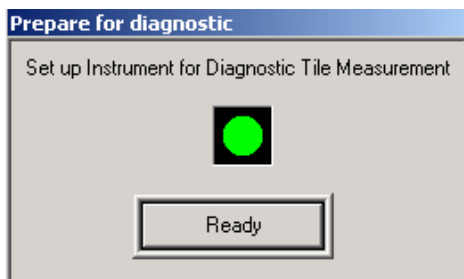 Prepare for diagnostic
Set up Instrument for Diagnostic Tile Measurement
Ready